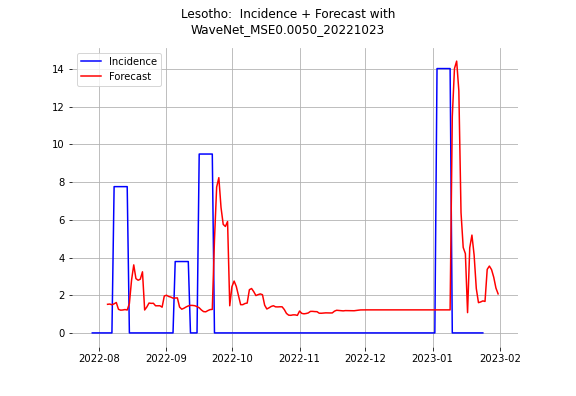 Lesotho:  Incidence + Forecast with
WaveNet_MSE0.0050_20221023
Incidence
Forecast
14
12
10
8
6
4
2
0
2022-08 2022-09 2022-10 2022-11 2022-12 2023-01 2023-02